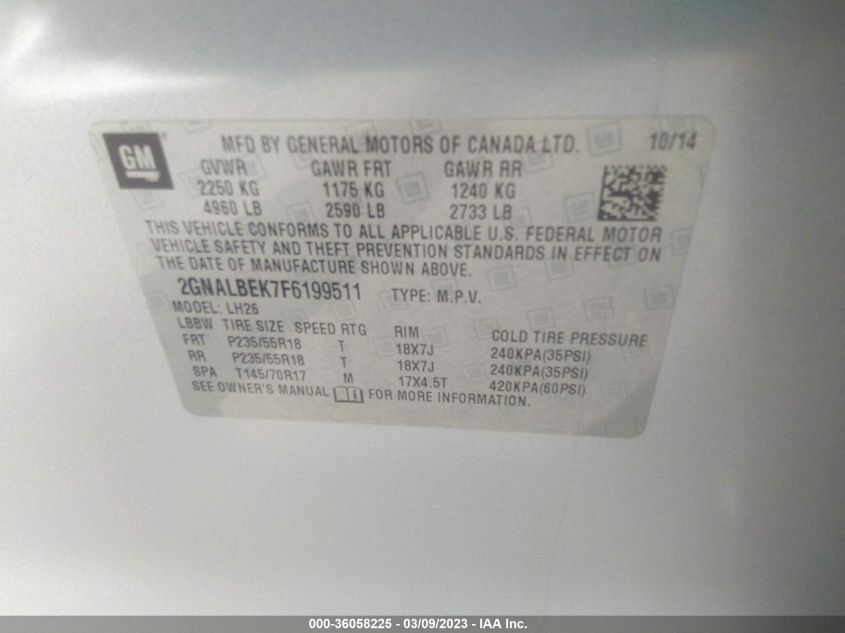 GM
MFD BY GENERAL MOTORS OF CANADA LTD. 10/14
GVWR GAWR FRT GAWR RR
2250 KG 1175 KG 1240 KG
4960 LB 2590 LB 2733 LB
THIS VEHICLE CONFORMS TO ALL APPLICABLE U.S. FEDERAL MOTOR
VEHICLE SAFETY AND THEFT PREVENTION STANDARDS IN EFFECT ON
THE DATE OF MANUFACTURE SHOWN ABOVE.
2GNALBEK7F6199511 TYPE: M.P.V.
MODEL: LH26
LBBW TIRE SIZE SPEED RTG RIM COLD TIRE PRESSURE
FRT P235/55R18 T 18X7J 240KPA(35PSI)
RR P235/55R18 T 18X7J 240KPA(35PSI)
SPA T145/70R17 M 17X4.5T 420KPA(60PSI)
SEE OWNER'S MANUAL FOR MORE INFORMATION.
000-36058225 - 03/09/2023 - IAA Inc.